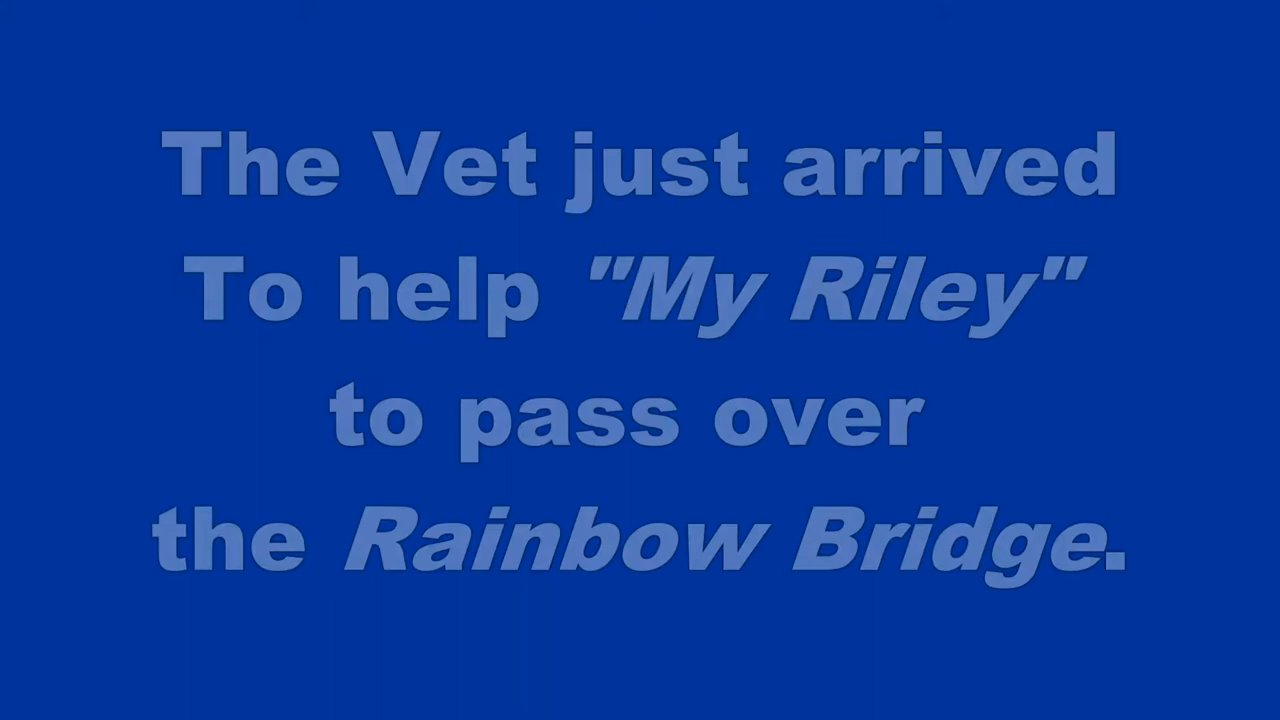 The Vet just arrived
To help "My Riley"
to pass over
the Rainbow Bridge.